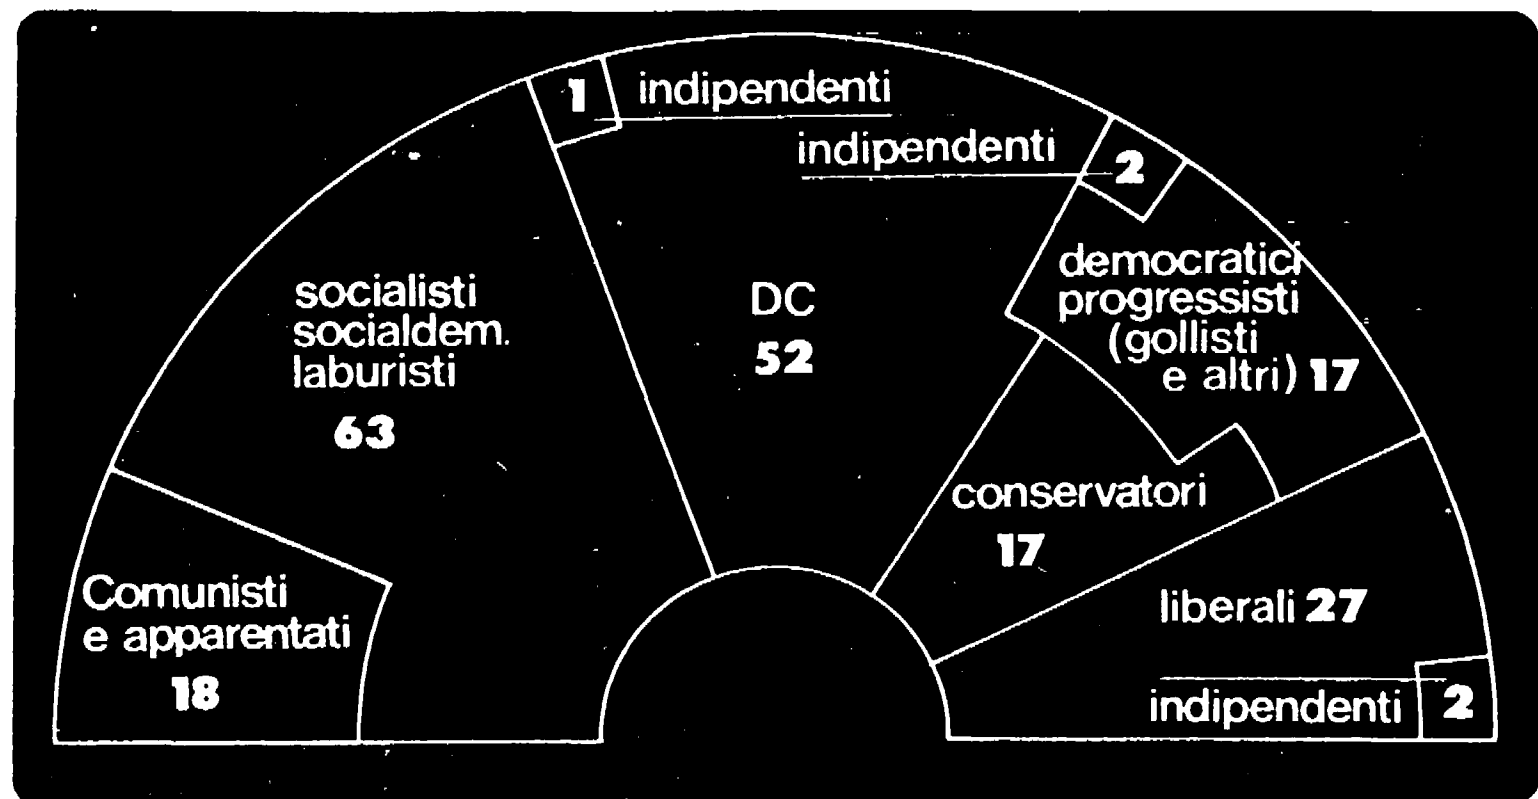 1 indipendenti
indipendenti 2
socialisti
socialdem.
laburisti
63
DC
52
democratici
progressisti
(gollisti
e altri) 17
conservatori
17
Comunisti
e apparentati
18
liberali 27
indipendenti 2